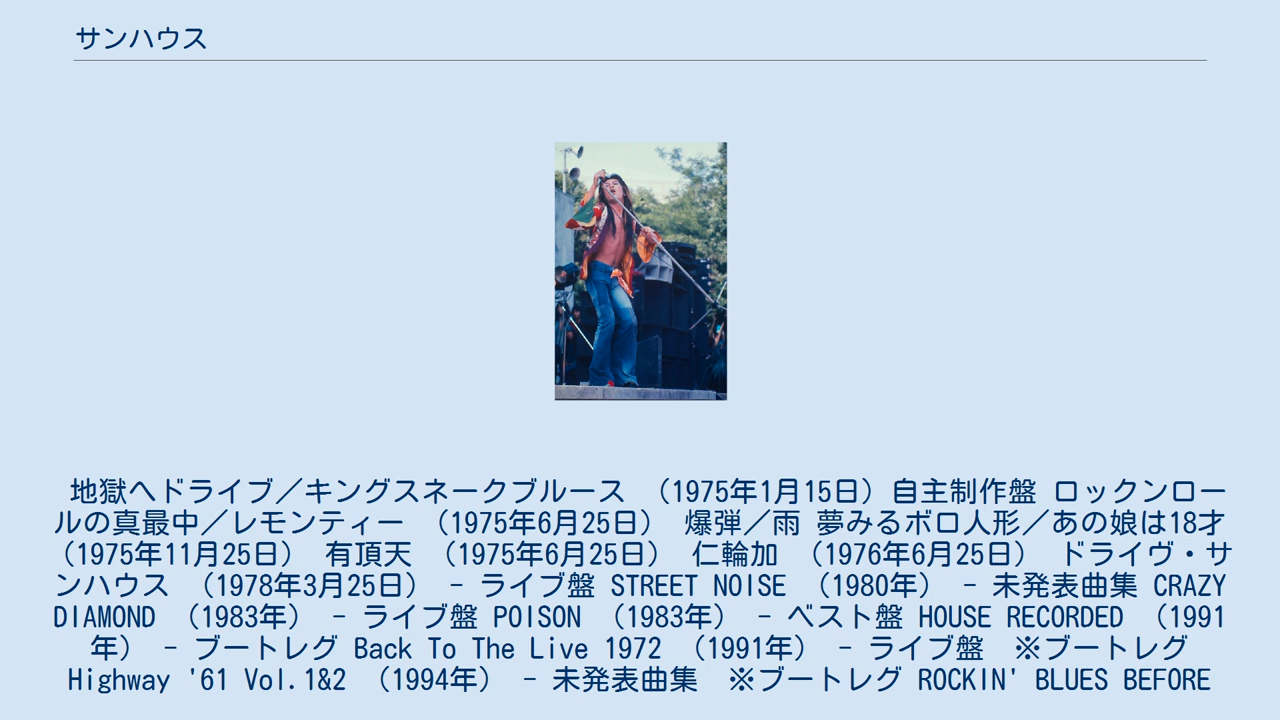 サンハウス
地獄へドライブ／キングスネークブルース　（1975年1月15日）自主制作盤 ロックンロー
ルの真最中／レモンティー　（1975年6月25日）　爆弾／雨 夢みるボロ人形／あの娘は18才
（1975年11月25日）　有頂天　（1975年6月25日）　仁輪加　（1976年6月25日）　ドライヴ・サ
ンハウス　（1978年3月25日）　- ライブ盤 STREET NOISE　（1980年）　- 未発表曲集 CRAZY
DIAMOND　（1983年）　- ライブ盤 POISON　（1983年）　- ベスト盤 HOUSE RECORDED　（1991
年）　- ブートレグ Back To The Live 1972　（1991年）　- ライブ盤　※ブートレグ
Highway '61 Vol.1&2　（1994年）　- 未発表曲集　※ブートレグ ROCKIN' BLUES BEFORE